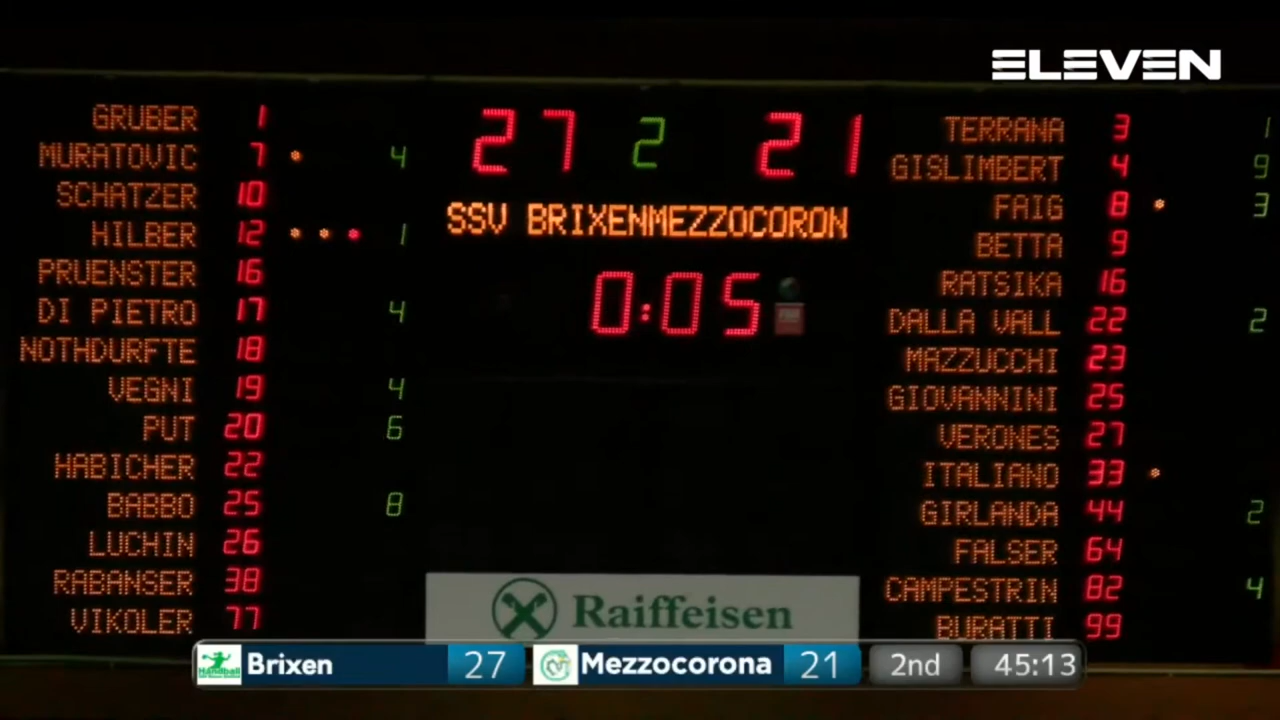 ELEVEN
27 2 21
SSV BRIXENMEZZOCORON
0:05
GRUBER 1
MURATOVIC 7 4
SCHATZER 10
HILBER 12 1
PRUENSTER 16
DI PIETRO 17 4
NOTHDURFTE 18
VEGNI 19 4
PUT 20 6
HABICHER 22
BABBO 25 8
LUCHIN 26
RABANSER 38
VIKOLER 77
TERRANA 3 1
GISLIMBERT 4 9
FAIG 8 3
BETTA 9
RATSIKA 16
DALLA VALL 22 2
MAZZUCCHI 23
GIOVANNINI 25
VERONES 27
ITALIANO 33
GIRLANDA 44 2
FALSER 64
CAMPESTRIN 82 4
BURATTI 99
Raiffeisen
Handball
Brixen 27 Mezzocorona 21 2nd 45:13